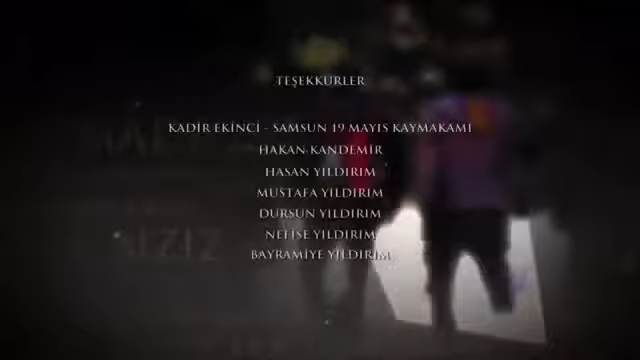 TEŞEKKÜRLER
KADİR EKİNCİ - SAMSUN 19 MAYIS KAYMAKAMI
HAKAN KANDEMİR
HASAN YILDIRIM
MUSTAFA YILDIRIM
DURSUN YILDIRIM
NEFİSE YILDIRIM
BAYRAMİYE YILDIRIM